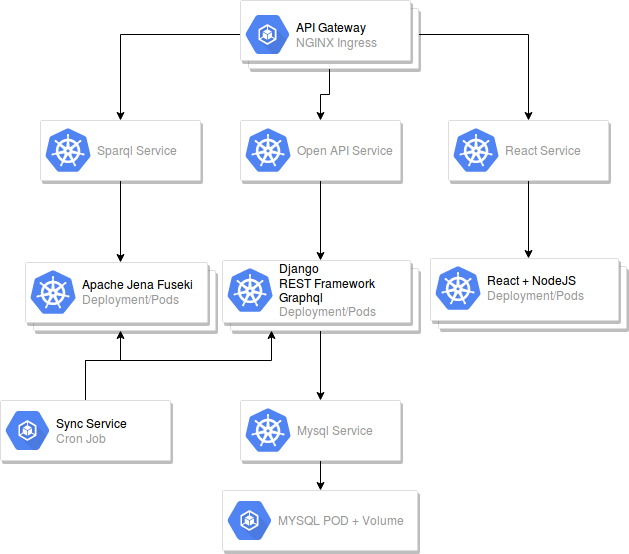 API Gateway
NGINX Ingress
Sparql Service
Open API Service
React Service
Apache Jena Fuseki
Deployment/Pods
Django
REST Framework
Graphql
Deployment/Pods
React + NodeJS
Deployment/Pods
Sync Service
Cron Job
Mysql Service
MYSQL POD + Volume